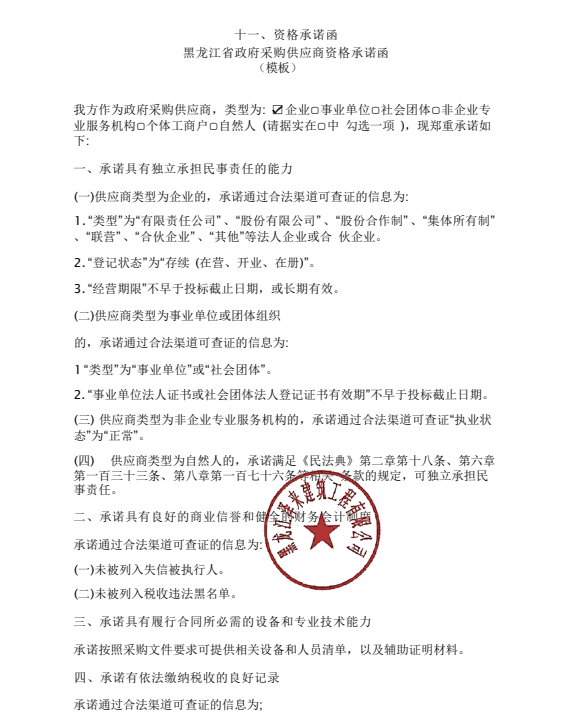 十一、资格承诺函
黑龙江省政府采购供应商资格承诺函
（模板）
我方作为政府采购供应商，类型为: ☑企业□事业单位□社会团体□非企业专
业服务机构□个体工商户□自然人 (请据实在□中 勾选一项 )，现郑重承诺如
下:
一、承诺具有独立承担民事责任的能力
(一)供应商类型为企业的，承诺通过合法渠道可查证的信息为:
1.“类型”为“有限责任公司”、“股份有限公司”、“股份合作制”、“集体所有制”
、“联营”、“合伙企业”、“其他”等法人企业或合 伙企业。
2.“登记状态”为“存续 (在营、开业、在册)”。
3.“经营期限”不早于投标截止日期，或长期有效。
(二)供应商类型为事业单位或团体组织
的，承诺通过合法渠道可查证的信息为:
1 “类型”为“事业单位”或“社会团体”。
2.“事业单位法人证书或社会团体法人登记证书有效期”不早于投标截止日期。
(三) 供应商类型为非企业专业服务机构的，承诺通过合法渠道可查证“执业状
态”为“正常”。
(四) 供应商类型为自然人的，承诺满足《民法典》第二章第十八条、第六章
第一百三十三条、第八章第一百七十六条等相关 条款的规定，可独立承担民
事责任。
二、承诺具有良好的商业信誉和健全的财务会计制度
承诺通过合法渠道可查证的信息为:
(一)未被列入失信被执行人。
(二)未被列入税收违法黑名单。
三、承诺具有履行合同所必需的设备和专业技术能力
承诺按照采购文件要求可提供相关设备和人员清单，以及辅助证明材料。
四、承诺有依法缴纳税收的良好记录
承诺通过合法渠道可查证的信息为;